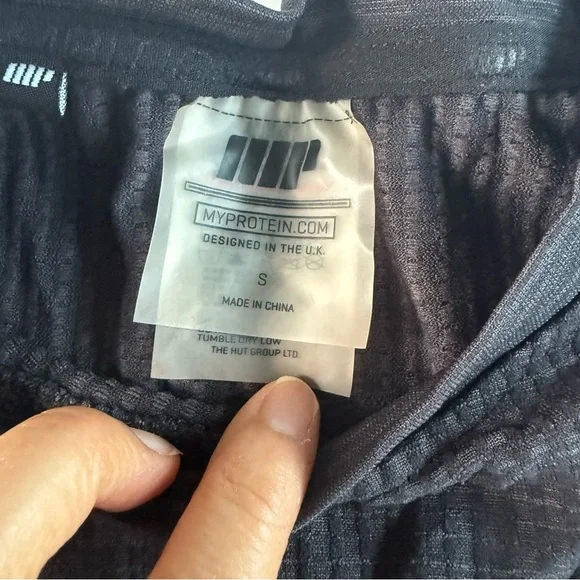 MYPROTEIN.COM
DESIGNED IN THE U.K.
S
MADE IN CHINA
TUMBLE DRY LOW
THE HUT GROUP LTD